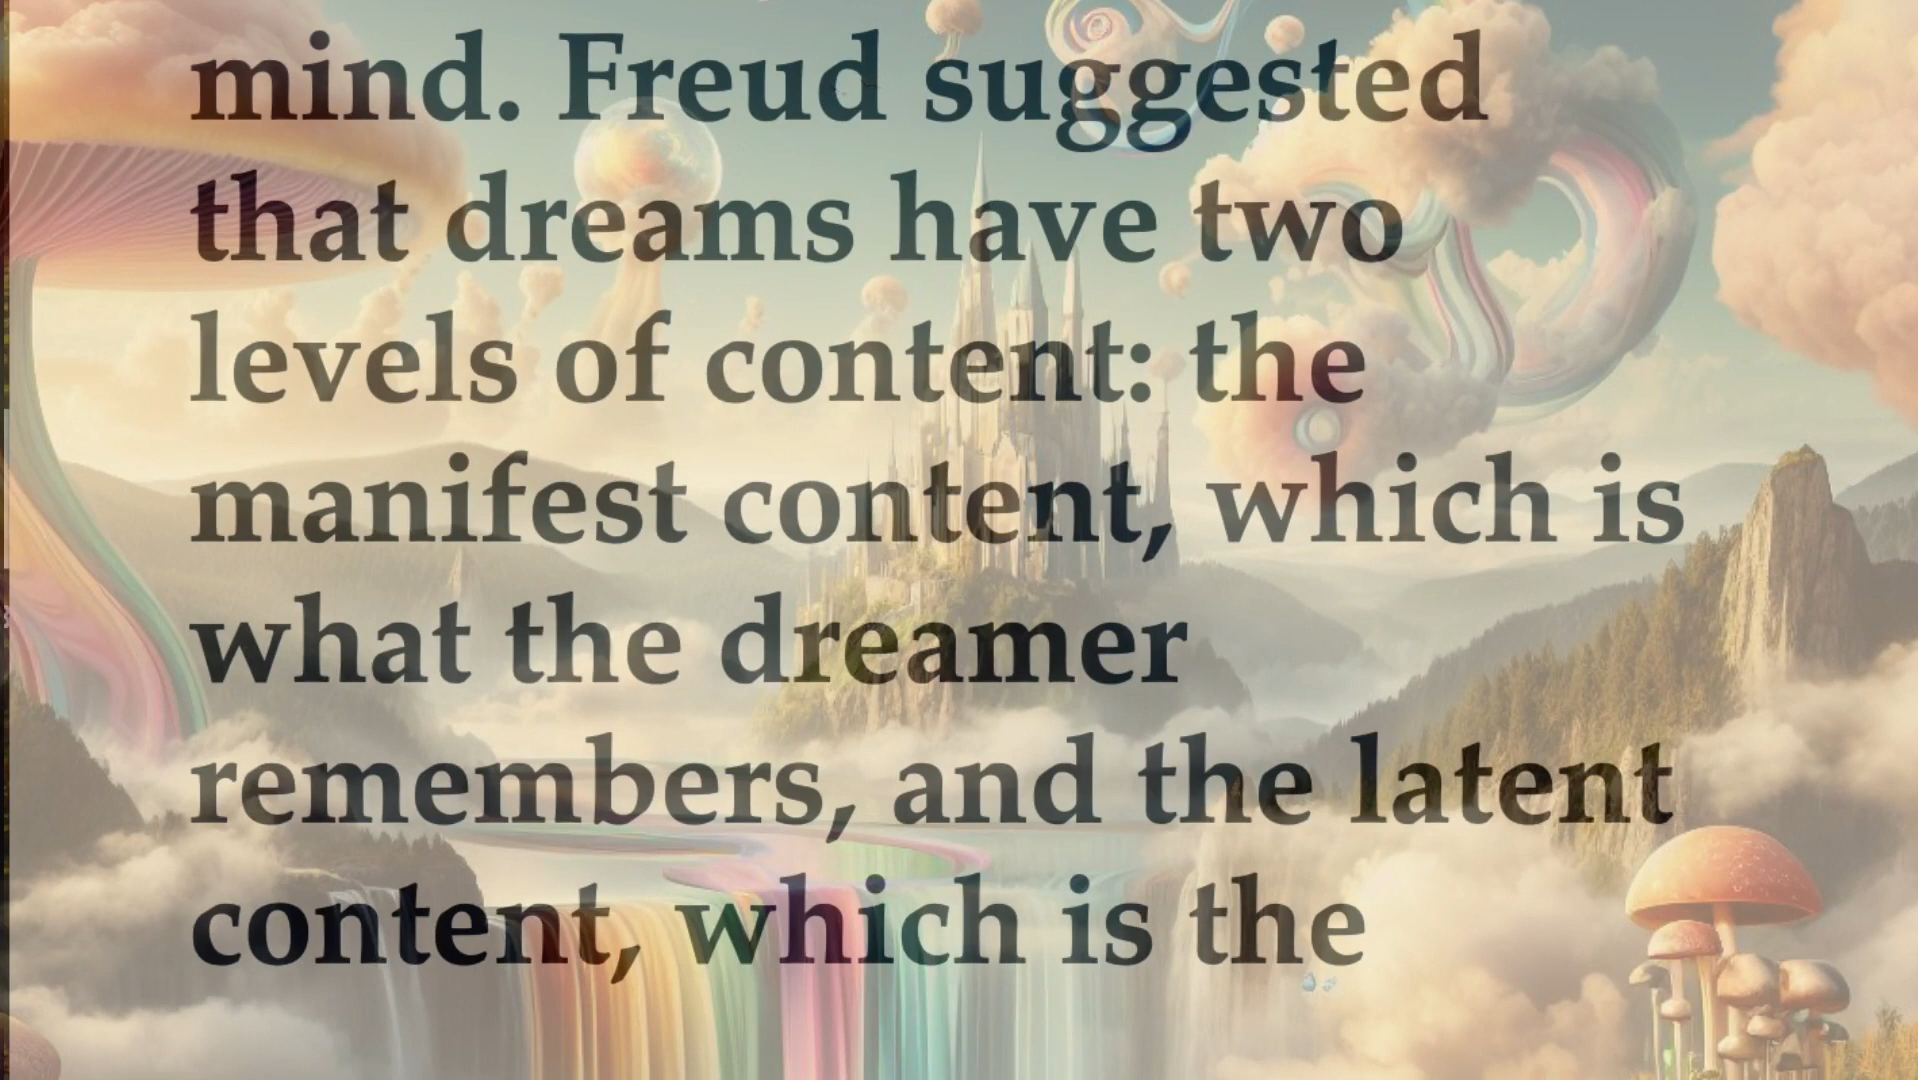 mind. Freud suggested
that dreams have two
levels of content: the
manifest content, which is
what the dreamer
remembers, and the latent
content, which is the